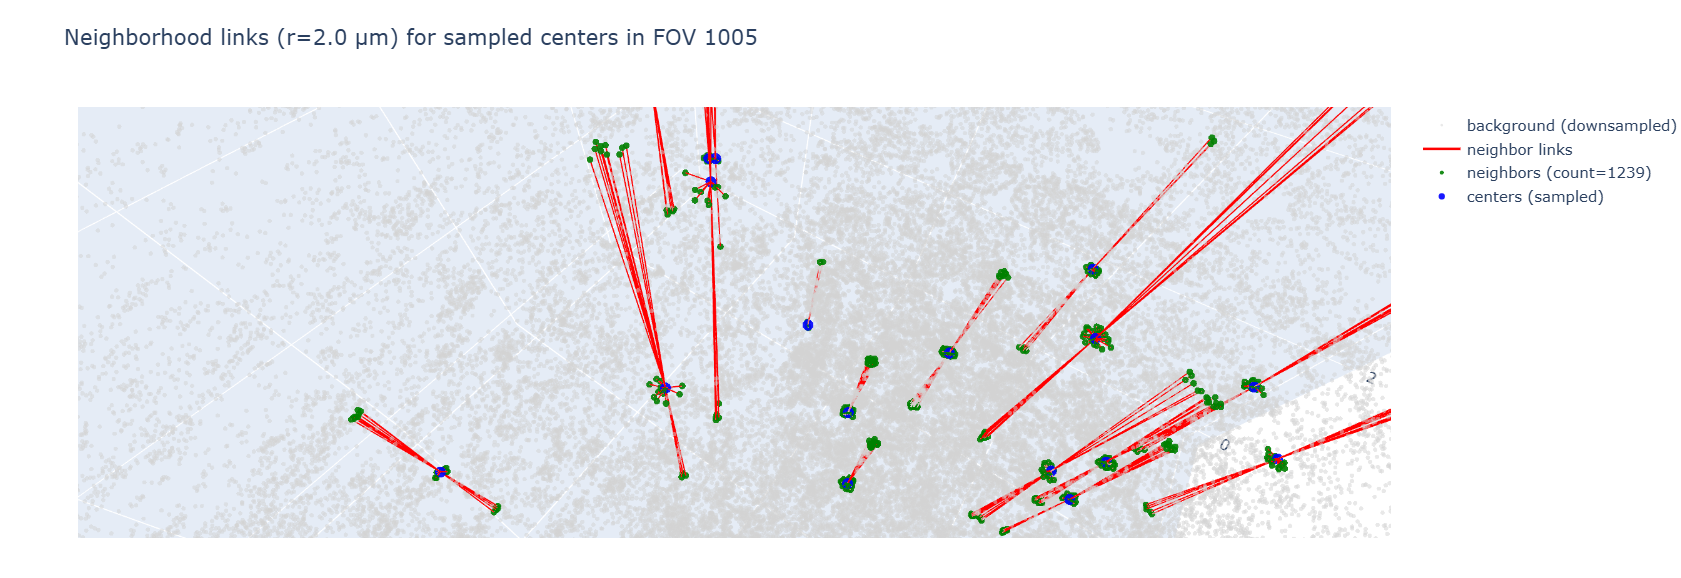 Neighborhood links (r=2.0 μm) for sampled centers in FOV 1005
background (downsampled)
neighbor links
neighbors (count=1239)
centers (sampled)
2
0